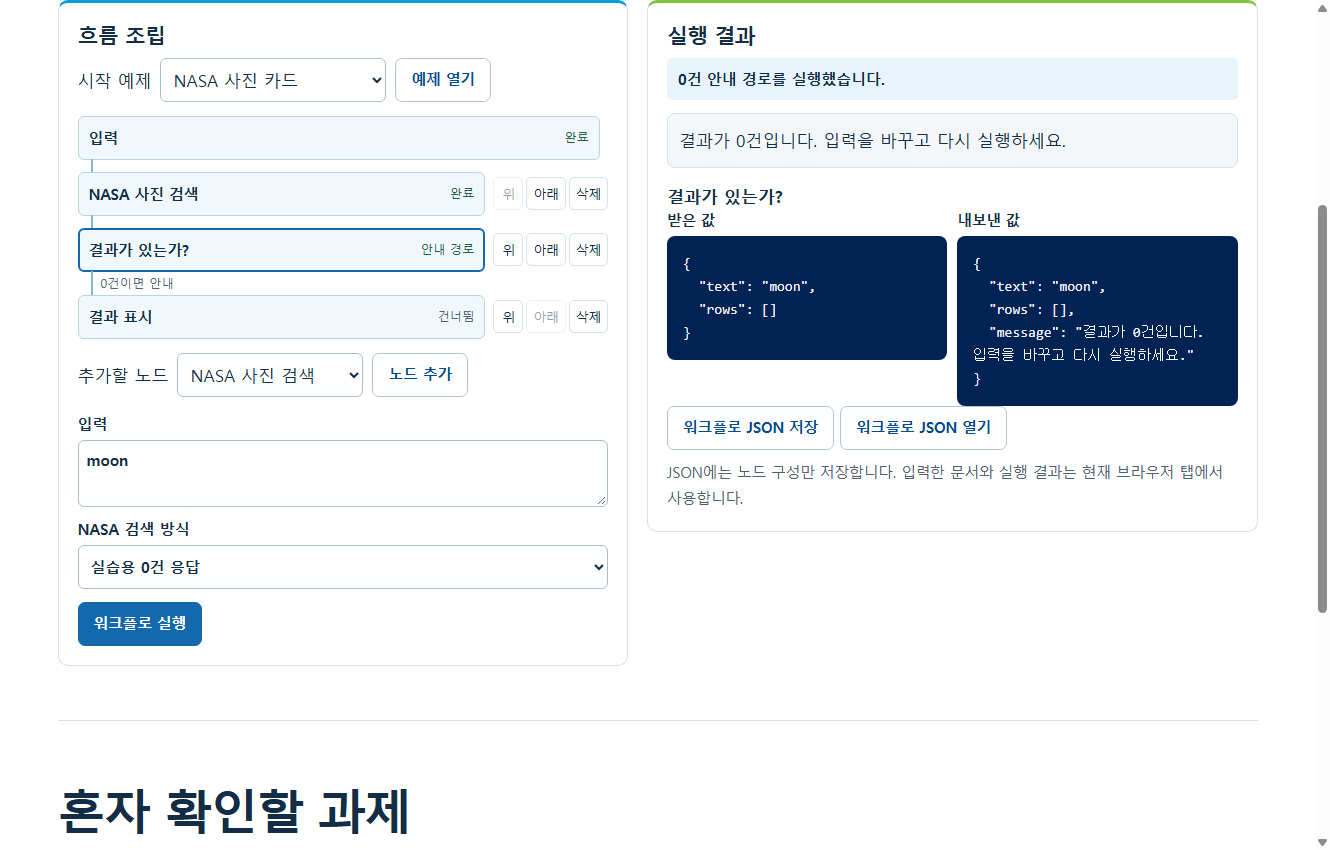 흐름 조립
시작 예제 NASA 사진 카드 예제 열기
입력 완료
NASA 사진 검색 완료 위 아래 삭제
결과가 있는가? 안내 경로 위 아래 삭제
0건이면 안내
결과 표시 건너뜀 위 아래 삭제
추가할 노드 NASA 사진 검색 노드 추가
입력
moon
NASA 검색 방식
실습용 0건 응답
워크플로 실행
실행 결과
0건 안내 경로를 실행했습니다.
결과가 0건입니다. 입력을 바꾸고 다시 실행하세요.
결과가 있는가?
받은 값
{
"text": "moon",
"rows": []
}
내보낸 값
{
"text": "moon",
"rows": [],
"message": "결과가 0건입니다.
입력을 바꾸고 다시 실행하세요."
}
워크플로 JSON 저장 워크플로 JSON 열기
JSON에는 노드 구성만 저장합니다. 입력한 문서와 실행 결과는 현재 브라우저 탭에서
사용합니다.
혼자 확인할 과제